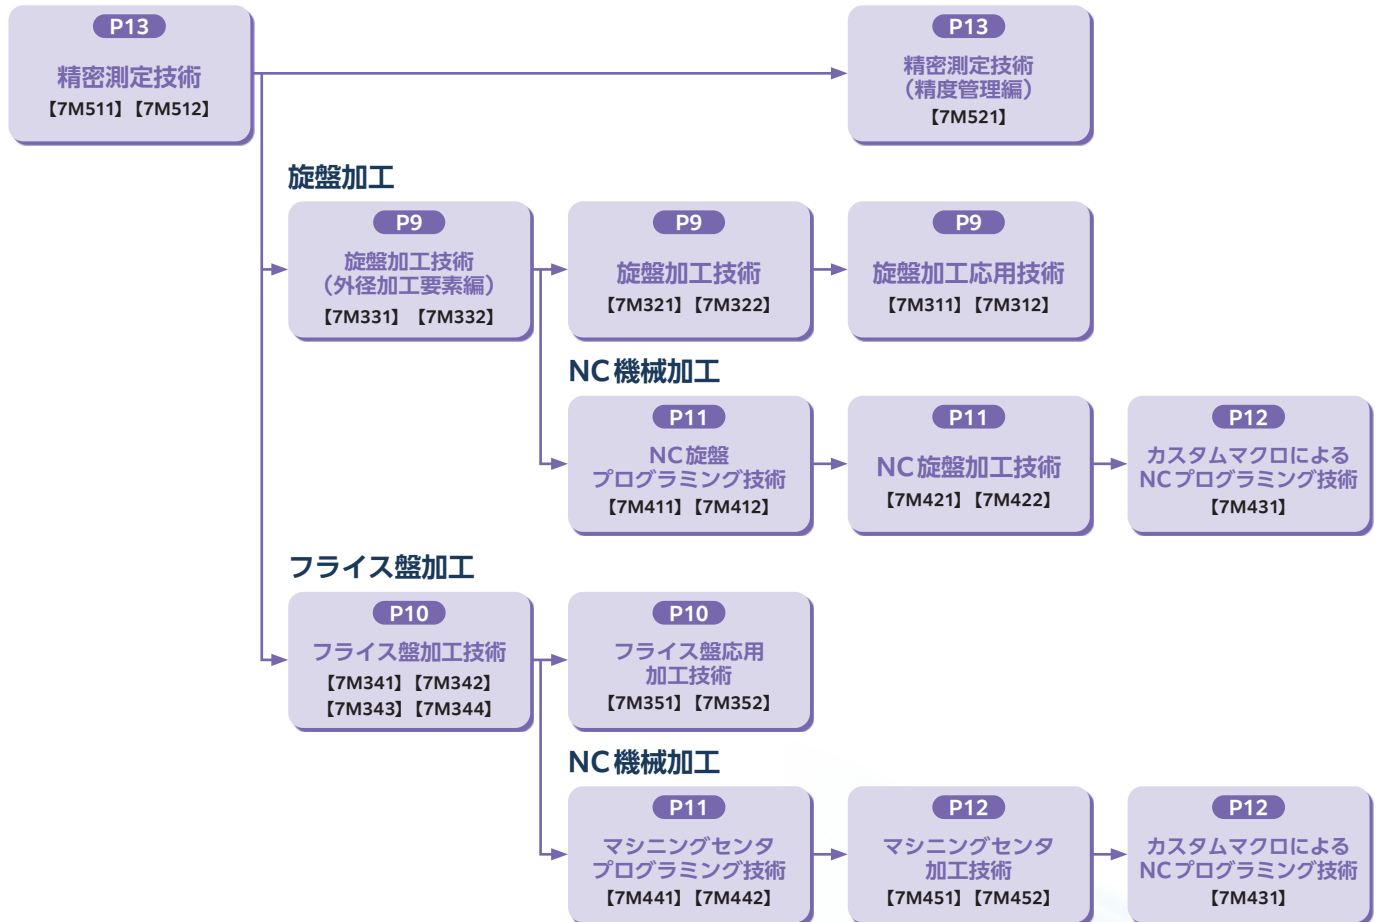 P13
精密測定技術
【7M511】【7M512】
P13
精密測定技術
（精度管理編）
【7M521】
旋盤加工
P9
旋盤加工技術
（外径加工要素編）
【7M331】【7M332】
P9
旋盤加工技術
【7M321】【7M322】
P9
旋盤加工応用技術
【7M311】【7M312】
NC機械加工
P11
NC旋盤
プログラミング技術
【7M411】【7M412】
P11
NC旋盤加工技術
【7M421】【7M422】
P12
カスタムマクロによる
NCプログラミング技術
【7M431】
フライス盤加工
P10
フライス盤加工技術
【7M341】【7M342】
【7M343】【7M344】
P10
フライス盤応用
加工技術
【7M351】【7M352】
NC機械加工
P11
マシニングセンタ
プログラミング技術
【7M441】【7M442】
P12
マシニングセンタ
加工技術
【7M451】【7M452】
P12
カスタムマクロによる
NCプログラミング技術
【7M431】